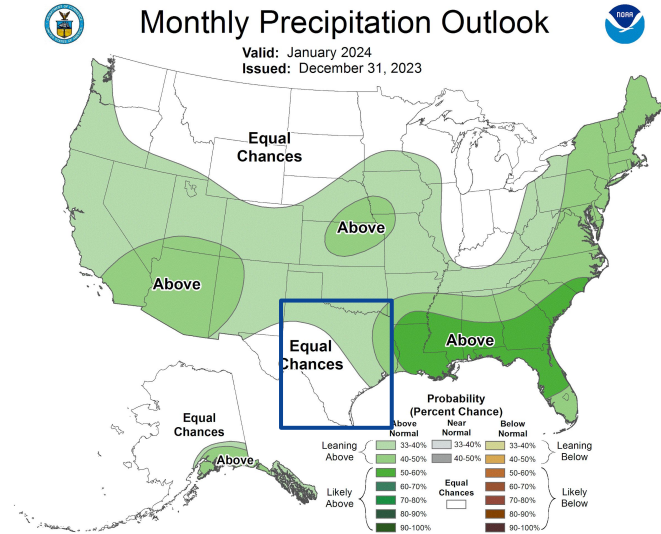 Monthly Precipitation Outlook
NOAA
Valid: January 2024
Issued: December 31, 2023
Equal
Chances
Above
Above
Equal
Chances
Above
Equal
Chances
Above
Probability
(Percent Chance)
Above
Normal
Near
Normal
Below
Normal
Leaning
Above
33-40%
33-40%
33-40%
Leaning
Below
40-50%
40-50%
40-50%
50-60%
50-60%
Likely
Above
60-70%
Equal
Chances
60-70%
Likely
Below
70-80%
70-80%
80-90%
80-90%
90-100%
90-100%